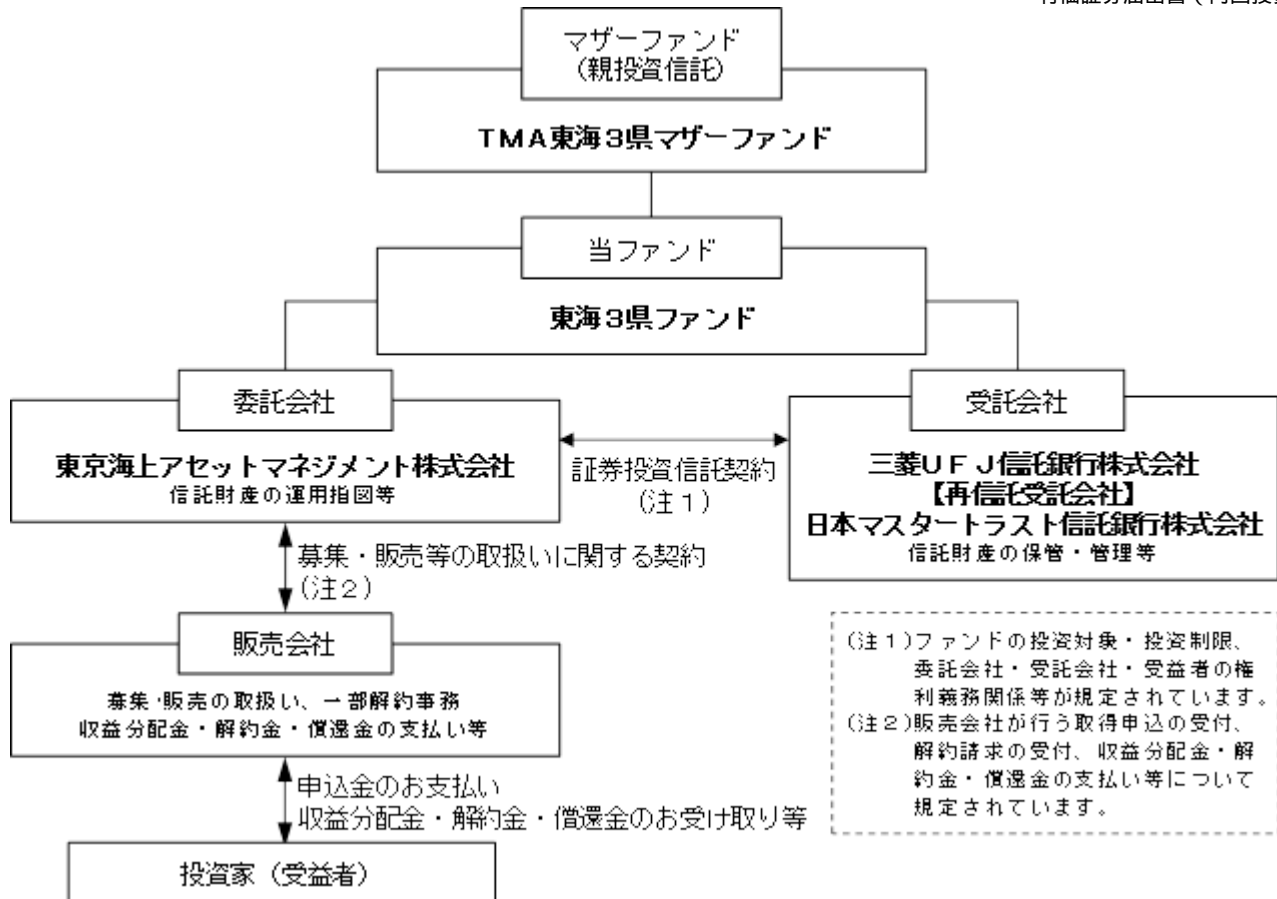 マザーファンド
(親投資信託)
TMA東海3県マザーファンド
当ファンド
東海3県ファンド
委託会社
東京海上アセットマネジメント株式会社
信託財産の運用指図等
証券投資信託契約
(注1)
受託会社
三菱UFJ信託銀行株式会社
【再信託受託会社】
日本マスタートラスト信託銀行株式会社
信託財産の保管・管理等
募集・販売等の取扱いに関する契約
(注2)
販売会社
募集・販売の取扱い、一部解約事務
収益分配金・解約金・償還金の支払い等
申込金のお支払い
収益分配金・解約金・償還金のお受け取り等
投資家(受益者)
(注1)ファンドの投資対象・投資制限、
委託会社・受託会社・受益者の権
利義務関係等が規定されています。
(注2)販売会社が行う取得申込の受付、
解約請求の受付、収益分配金・解
約金・償還金の支払い等について
規定されています。